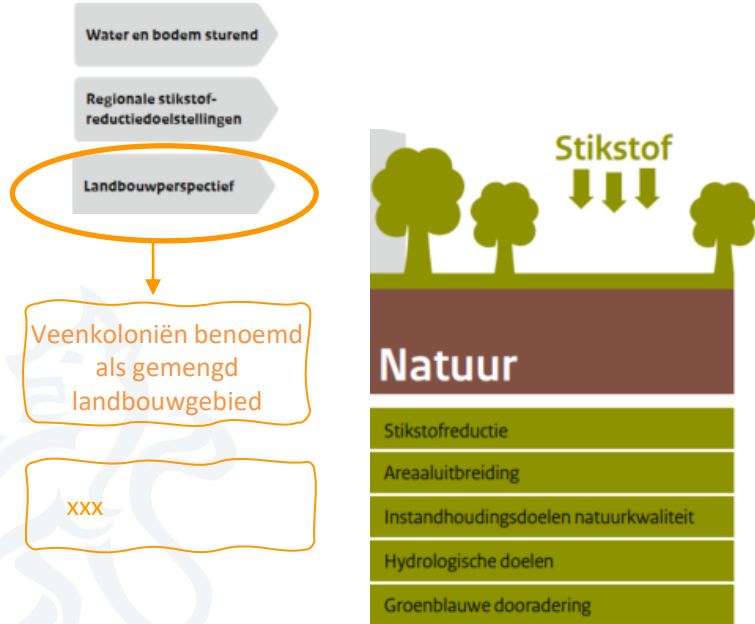 Water en bodem sturend
Regionale stikstof-
reductiedoelstellingen
Landbouwperspectief
Veenkoloniën benoemd
als gemengd
landbouwgebied
xxx
Stikstof
Natuur
Stikstofreductie
Areaaluitbreiding
Instandhoudingsdoelen natuurkwaliteit
Hydrologische doelen
Groenblauwe dooradering